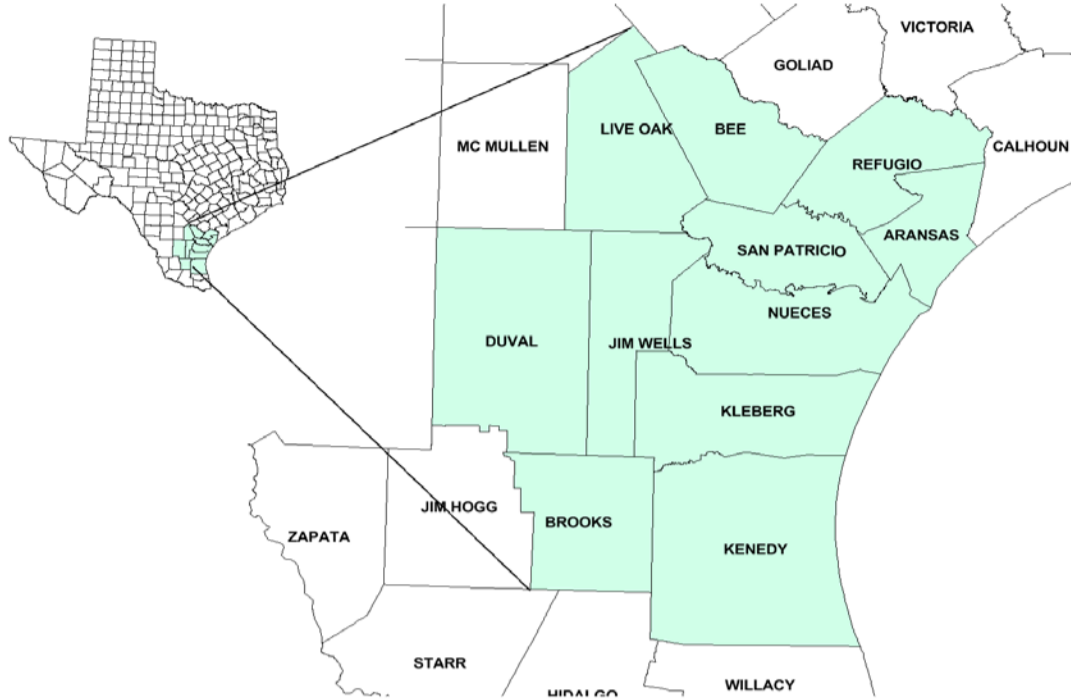 VICTORIA
GOLIAD
LIVE OAK
BEE
MC MULLEN
CALHOUN
REFUGIO
ARANSAS
SAN PATRICIO
NUECES
DUVAL
JIM WELLS
KLEBERG
JIM HOGG
BROOKS
ZAPATA
KENEDY
STARR
WILLACY
HIDALGO